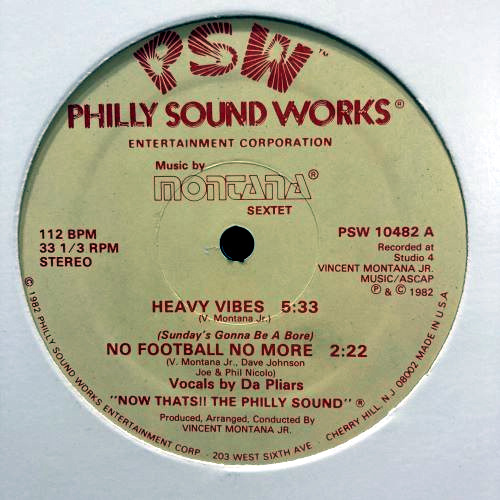 PSW™
PHILLY SOUND WORKS®
ENTERTAINMENT CORPORATION
Music by
MONTANA®
SEXTET
112 BPM
33 1/3 RPM
STEREO
PSW 10482 A
Recorded at
Studio 4
VINCENT MONTANA JR.
MUSIC/ASCAP
Ⓟ & © 1982
HEAVY VIBES 5:33
(V. Montana Jr.)
(Sunday's Gonna Be A Bore)
NO FOOTBALL NO MORE 2:22
(V. Montana Jr., Dave Johnson
Joe & Phil Nicolo)
Vocals by Da Pliars
"NOW THATS!! THE PHILLY SOUND"®
Produced, Arranged, Conducted By
VINCENT MONTANA JR.
© 1982 PHILLY SOUND WORKS ENTERTAINMENT CORP · 203 WEST SIXTH AVE · CHERRY HILL, NJ 08002 MADE IN U.S.A